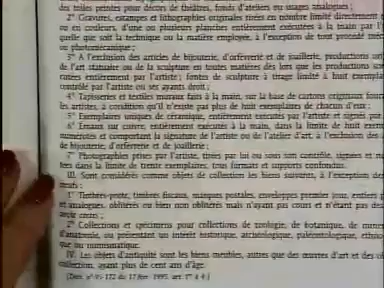 des toiles peintes pour décors de théâtres, fonds d'ateliers ou usages analogues ;
2° Gravures, estampes et lithographies originales tirées en nombre limité directement
ou en couleurs, d'une ou plusieurs planches entièrement exécutées à la main par l'
quelle que soit la technique ou la matière employée, à l'exception de tout procédé
ou photomécanique ;
3° A l'exclusion des articles de bijouterie, d'orfèvrerie et de joaillerie, productions
de l'art statuaire ou de la sculpture en toutes matières dès lors que les productions
cutées entièrement par l'artiste ; fontes de sculpture à tirage limité à huit
contrôlé par l'artiste ou ses ayants droit ;
4° Tapisseries et textiles muraux faits à la main, sur la base de cartons originaux
les artistes, à condition qu'il n'existe pas plus de huit exemplaires de chacun d'eux ;
5° Exemplaires uniques de céramique, entièrement exécutés par l'artiste et signés par
6° Emaux sur cuivre, entièrement exécutés à la main, dans la limite de huit
numérotés et comportant la signature de l'artiste ou de l'atelier d'art, à l'exclusion des
de bijouterie, d'orfèvrerie et de joaillerie ;
7° Photographies prises par l'artiste, tirées par lui ou sous son contrôle, signées et
tées dans la limite de trente exemplaires, tous formats et supports confondus.
III. Sont considérés comme objets de collection les biens suivants, à l'exception des
neufs :
1° Timbres-poste, timbres fiscaux, marques postales, enveloppes premier jour, entiers
et analogues, oblitérés ou bien non oblitérés mais n'ayant pas cours et n'étant pas
avoir cours ;
2° Collections et spécimens pour collections de zoologie, de botanique, de
d'anatomie, ou présentant un intérêt historique, archéologique, paléontologique,
que ou numismatique.
IV. Les objets d'antiquité sont les biens meubles, autres que des œuvres d'art et des
collection, ayant plus de cent ans d'âge.
[Décr. n° 95-172 du 17 févr. 1995, art. 1er